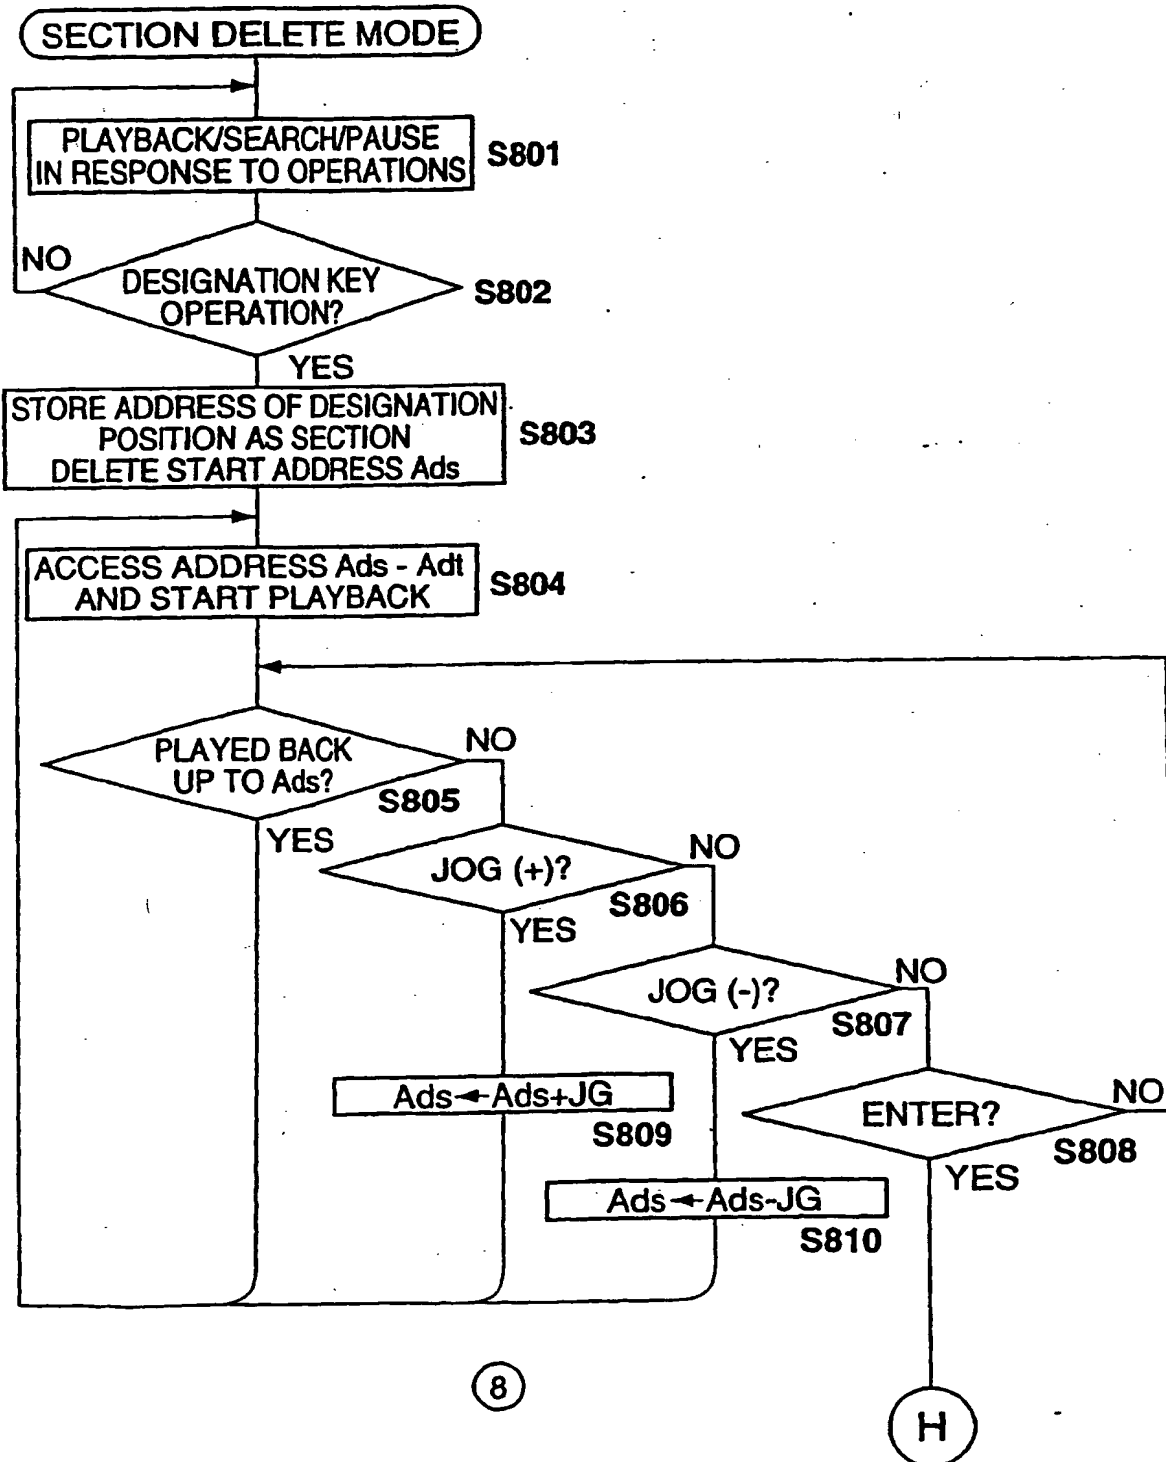 SECTION DELETE MODE
PLAYBACK/SEARCH/PAUSE
IN RESPONSE TO OPERATIONS
S801
NO
DESIGNATION KEY
OPERATION?
S802
YES
STORE ADDRESS OF DESIGNATION
POSITION AS SECTION
DELETE START ADDRESS Ads
S803
ACCESS ADDRESS Ads - Adt
AND START PLAYBACK
S804
PLAYED BACK
UP TO Ads?
NO
S805
YES
JOG (+)?
NO
S806
YES
JOG (-)?
NO
S807
YES
Ads←Ads+JG
S809
ENTER?
NO
S808
YES
Ads←Ads-JG
S810
8
H